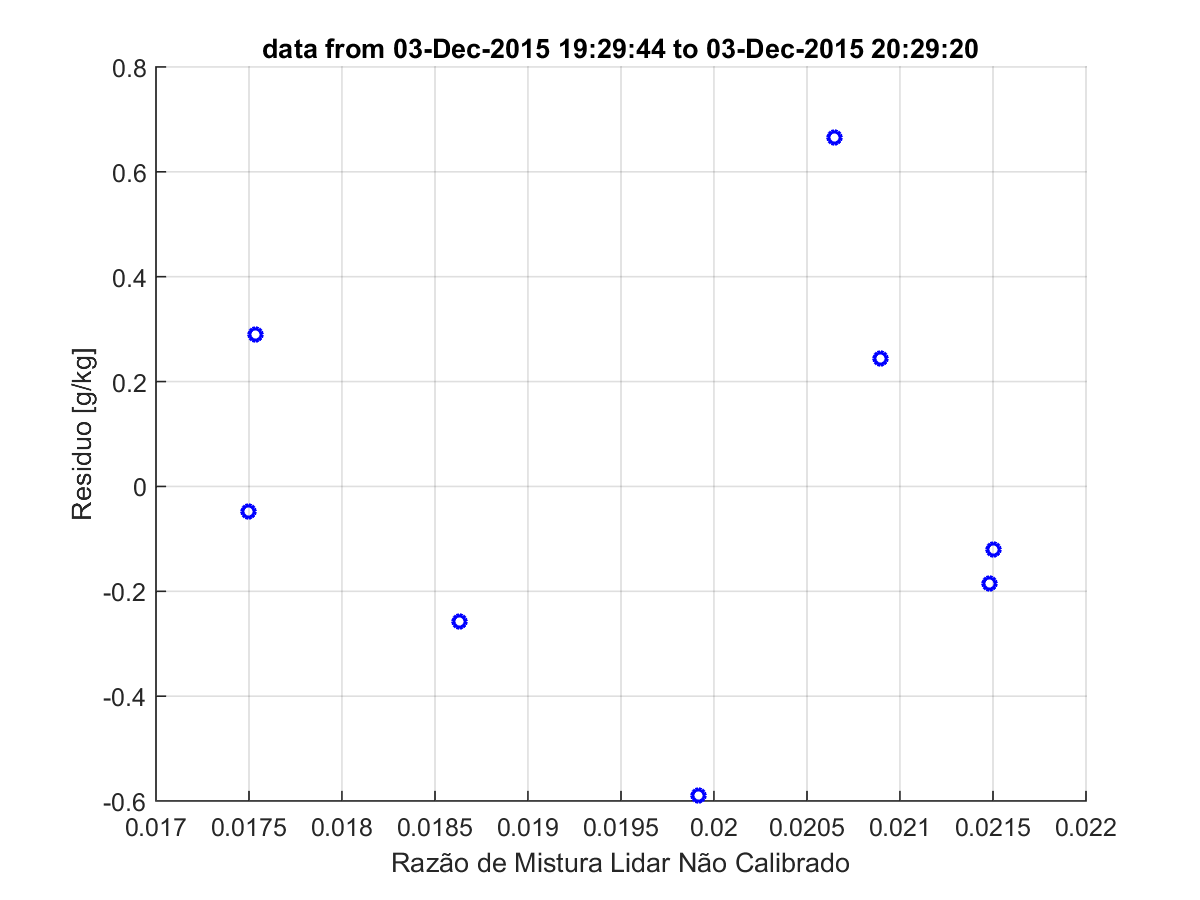 data from 03-Dec-2015 19:29:44 to 03-Dec-2015 20:29:20
0.8
0.6
0.4
0.2
0
-0.2
-0.4
-0.6
Residuo [g/kg]
0.017 0.0175 0.018 0.0185 0.019 0.0195 0.02 0.0205 0.021 0.0215 0.022
Razão de Mistura Lidar Não Calibrado